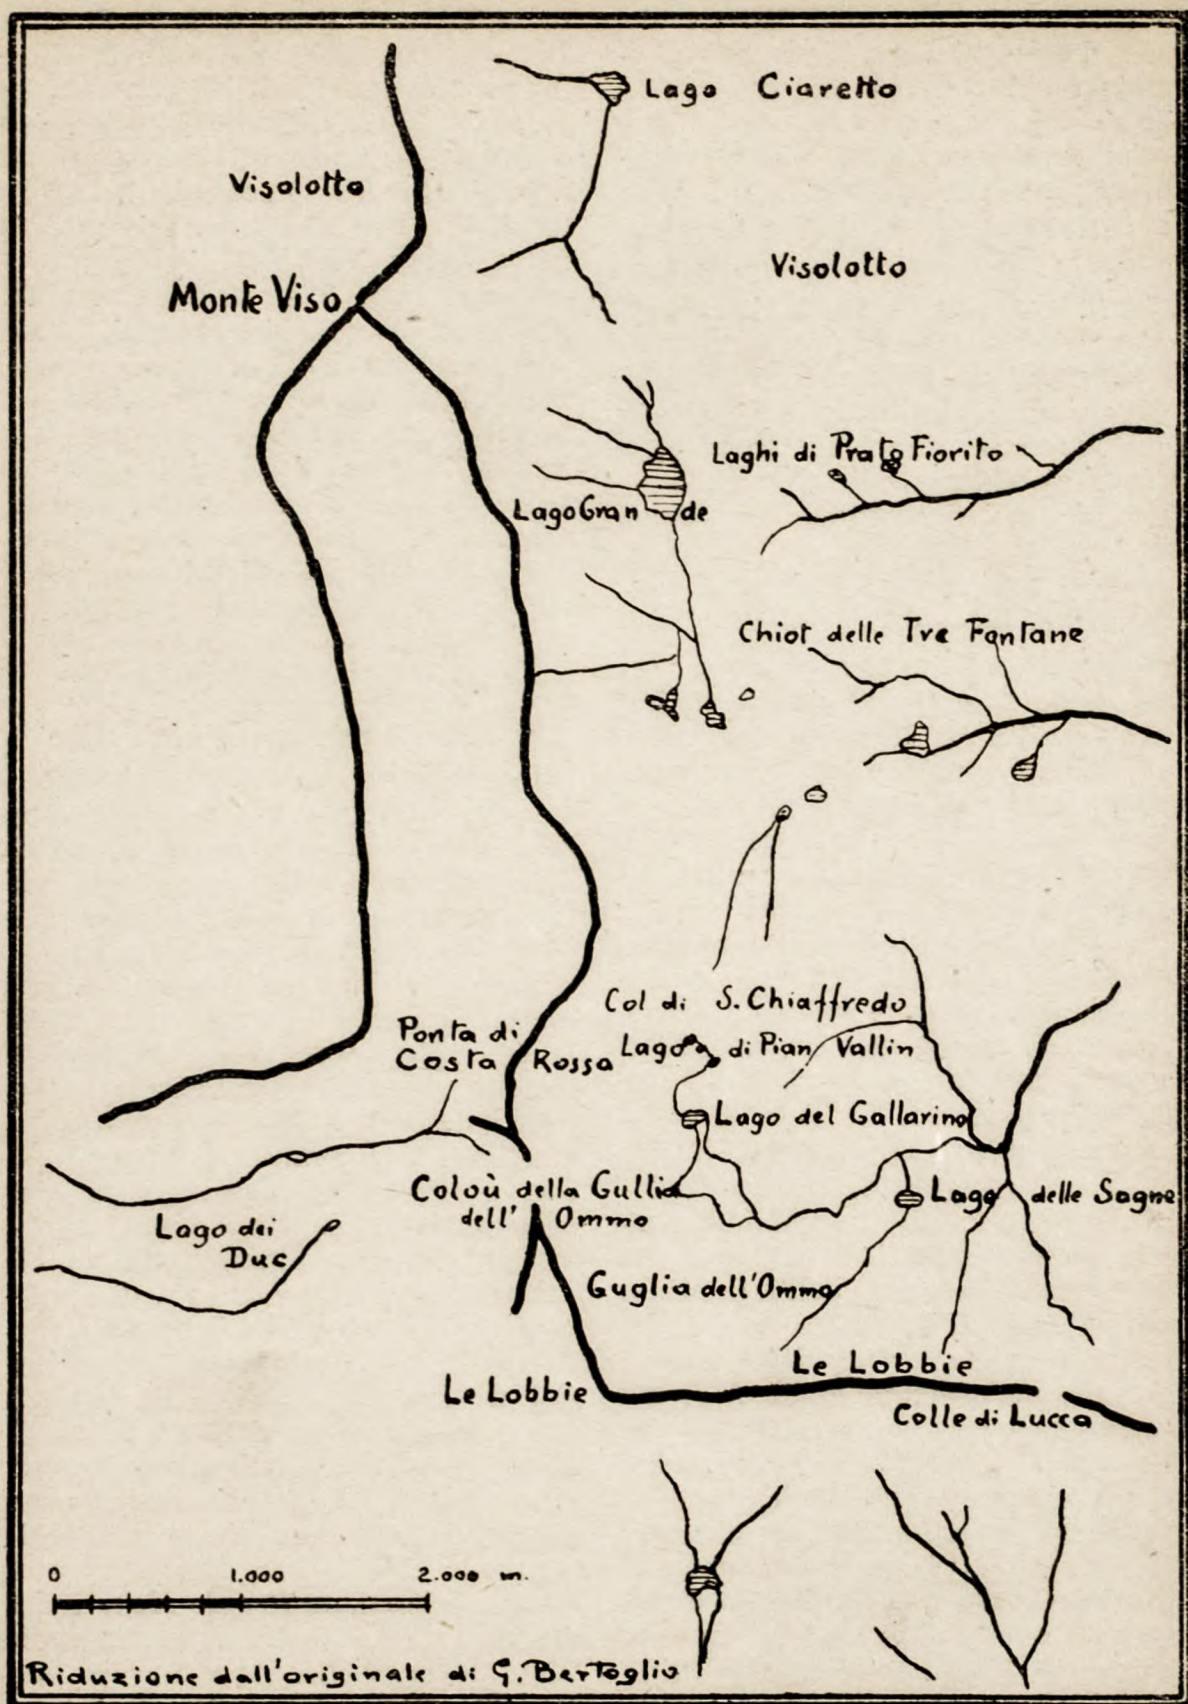 Lago Ciaretto
Visolotto
Visolotto
Monte Viso
Laghi di Prato Fiorito
Lago Grande
Chiot delle Tre Fontane
Col di S. Chiaffredo
Ponta di
Costa Rossa
Lago di Pian Vallin
Lago del Gallarino
Coloù della Gullia
dell' Ommo
Lago delle Sagne
Lago dei
Duc
Guglia dell'Ommo
Le Lobbie
Le Lobbie
Colle di Lucca
0 1.000 2.000 m.
Riduzione dall'originale di G. Bertoglio